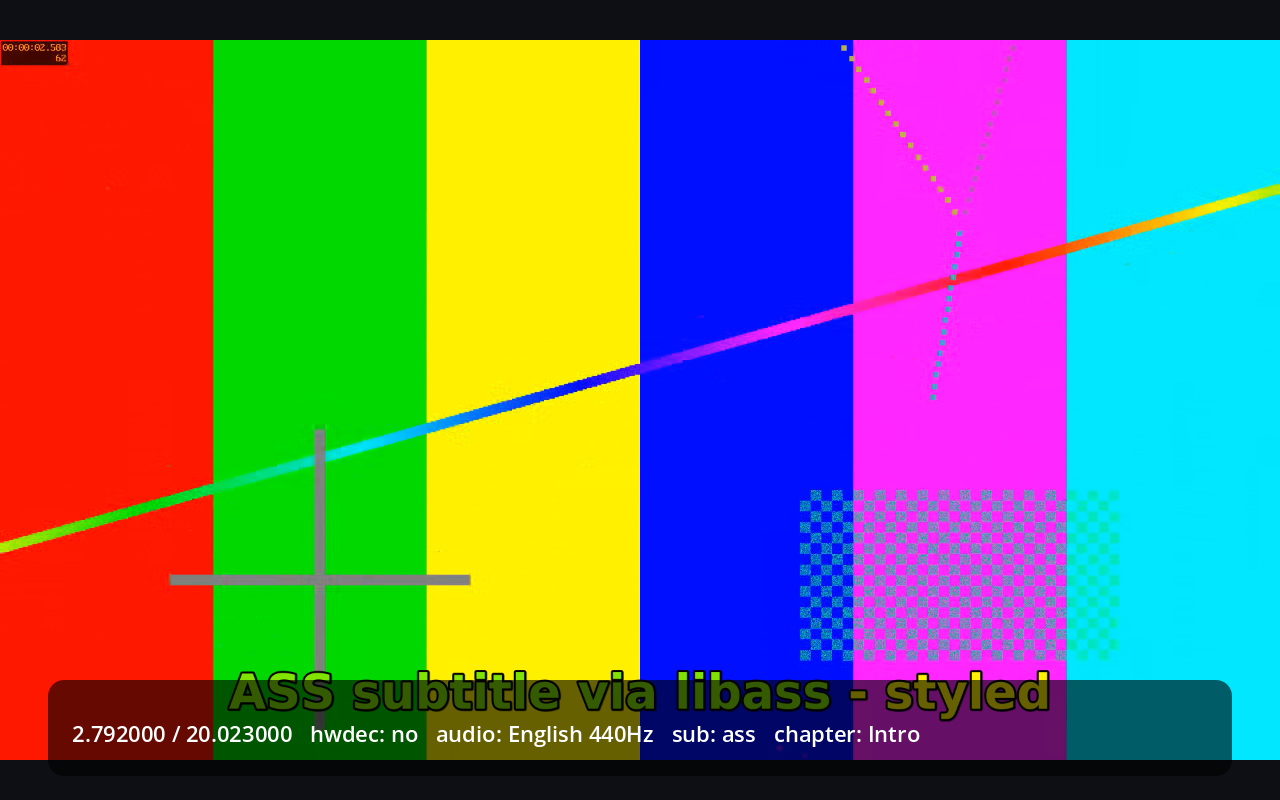 00:00:02.583
62
ASS subtitle via libass - styled
2.792000 / 20.023000 hwdec: no audio: English 440Hz sub: ass chapter: Intro